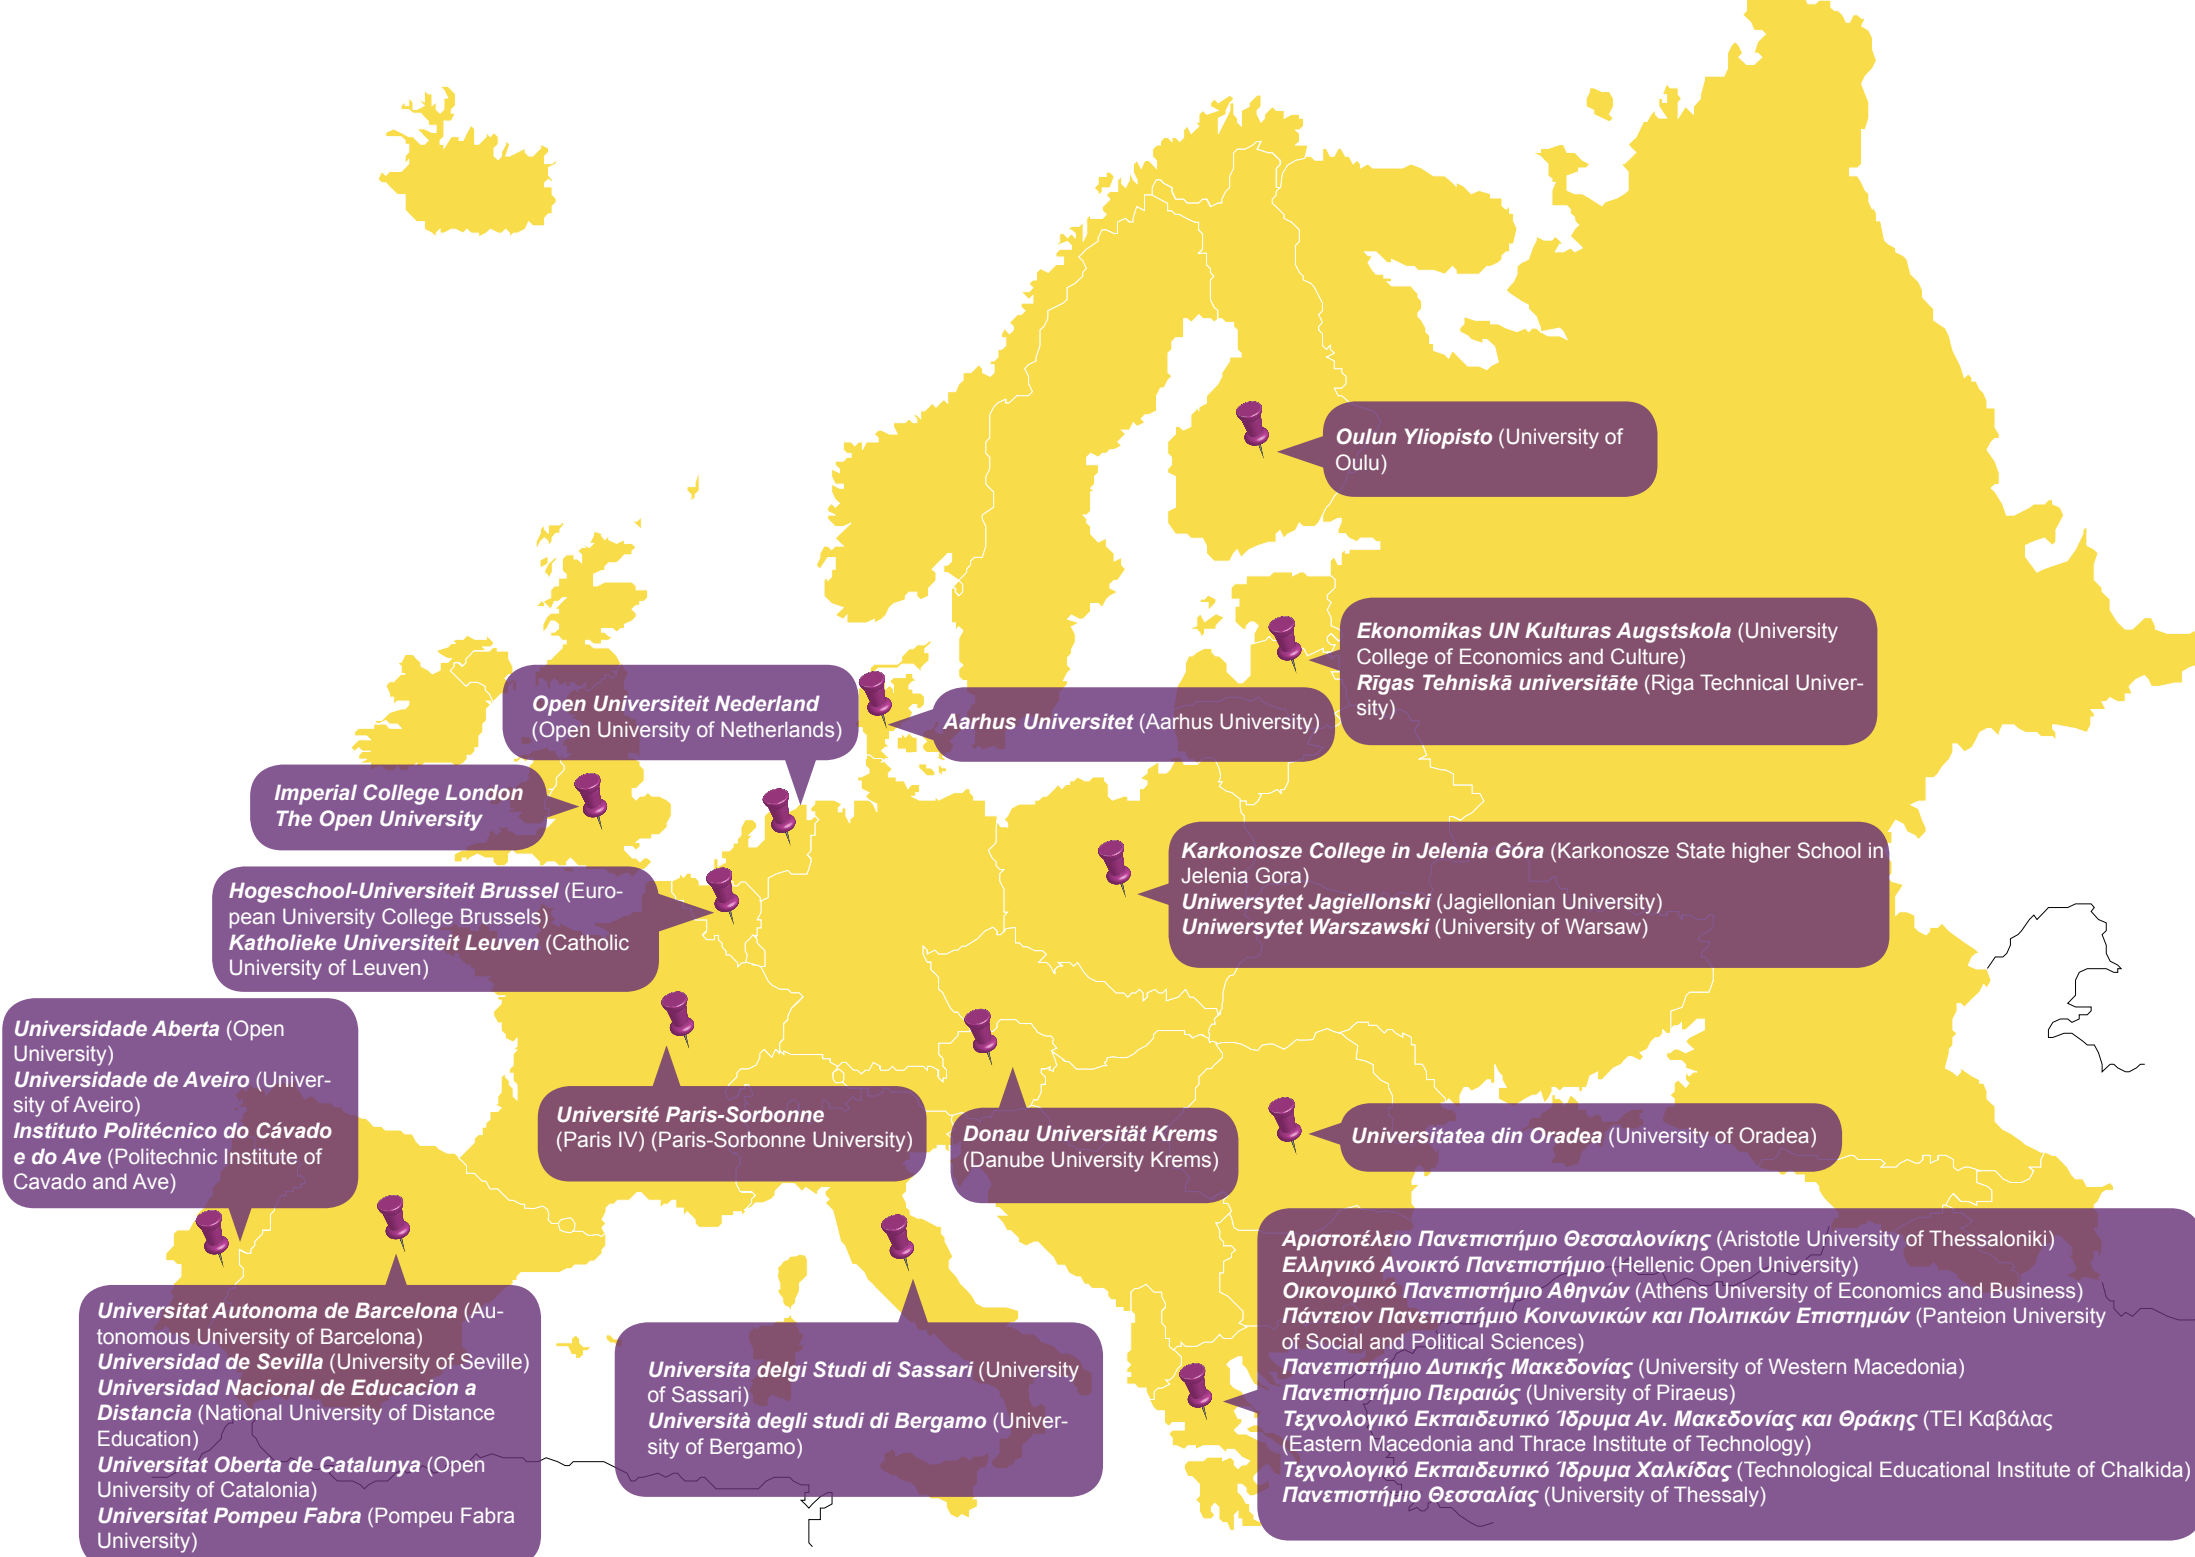 Oulun Yliopisto (University of
Oulu)
Ekonomikas UN Kulturas Augstskola (University
College of Economics and Culture)
Rīgas Tehniskā universitāte (Riga Technical Univer-
sity)
Open Universiteit Nederland
(Open University of Netherlands)
Aarhus Universitet (Aarhus University)
Imperial College London
The Open University
Karkonosze College in Jelenia Góra (Karkonosze State higher School in
Jelenia Gora)
Uniwersytet Jagiellonski (Jagiellonian University)
Uniwersytet Warszawski (University of Warsaw)
Hogeschool-Universiteit Brussel (Euro-
pean University College Brussels)
Katholieke Universiteit Leuven (Catholic
University of Leuven)
Universidade Aberta (Open
University)
Universidade de Aveiro (Univer-
sity of Aveiro)
Instituto Politécnico do Cávado
e do Ave (Politechnic Institute of
Cavado and Ave)
Université Paris-Sorbonne
(Paris IV) (Paris-Sorbonne University)
Donau Universität Krems
(Danube University Krems)
Universitatea din Oradea (University of Oradea)
Universitat Autonoma de Barcelona (Au-
tonomous University of Barcelona)
Universidad de Sevilla (University of Seville)
Universidad Nacional de Educacion a
Distancia (National University of Distance
Education)
Universitat Oberta de Catalunya (Open
University of Catalonia)
Universitat Pompeu Fabra (Pompeu Fabra
University)
Universita delgi Studi di Sassari (University
of Sassari)
Università degli studi di Bergamo (Univer-
sity of Bergamo)
Αριστοτέλειο Πανεπιστήμιο Θεσσαλονίκης (Aristotle University of Thessaloniki)
Ελληνικό Ανοικτό Πανεπιστήμιο (Hellenic Open University)
Οικονομικό Πανεπιστήμιο Αθηνών (Athens University of Economics and Business)
Πάντειον Πανεπιστήμιο Κοινωνικών και Πολιτικών Επιστημών (Panteion University
of Social and Political Sciences)
Πανεπιστήμιο Δυτικής Μακεδονίας (University of Western Macedonia)
Πανεπιστήμιο Πειραιώς (University of Piraeus)
Τεχνολογικό Εκπαιδευτικό Ίδρυμα Αν. Μακεδονίας και Θράκης (ΤΕΙ Καβάλας
(Eastern Macedonia and Thrace Institute of Technology)
Τεχνολογικό Εκπαιδευτικό Ίδρυμα Χαλκίδας (Technological Educational Institute of Chalkida)
Πανεπιστήμιο Θεσσαλίας (University of Thessaly)